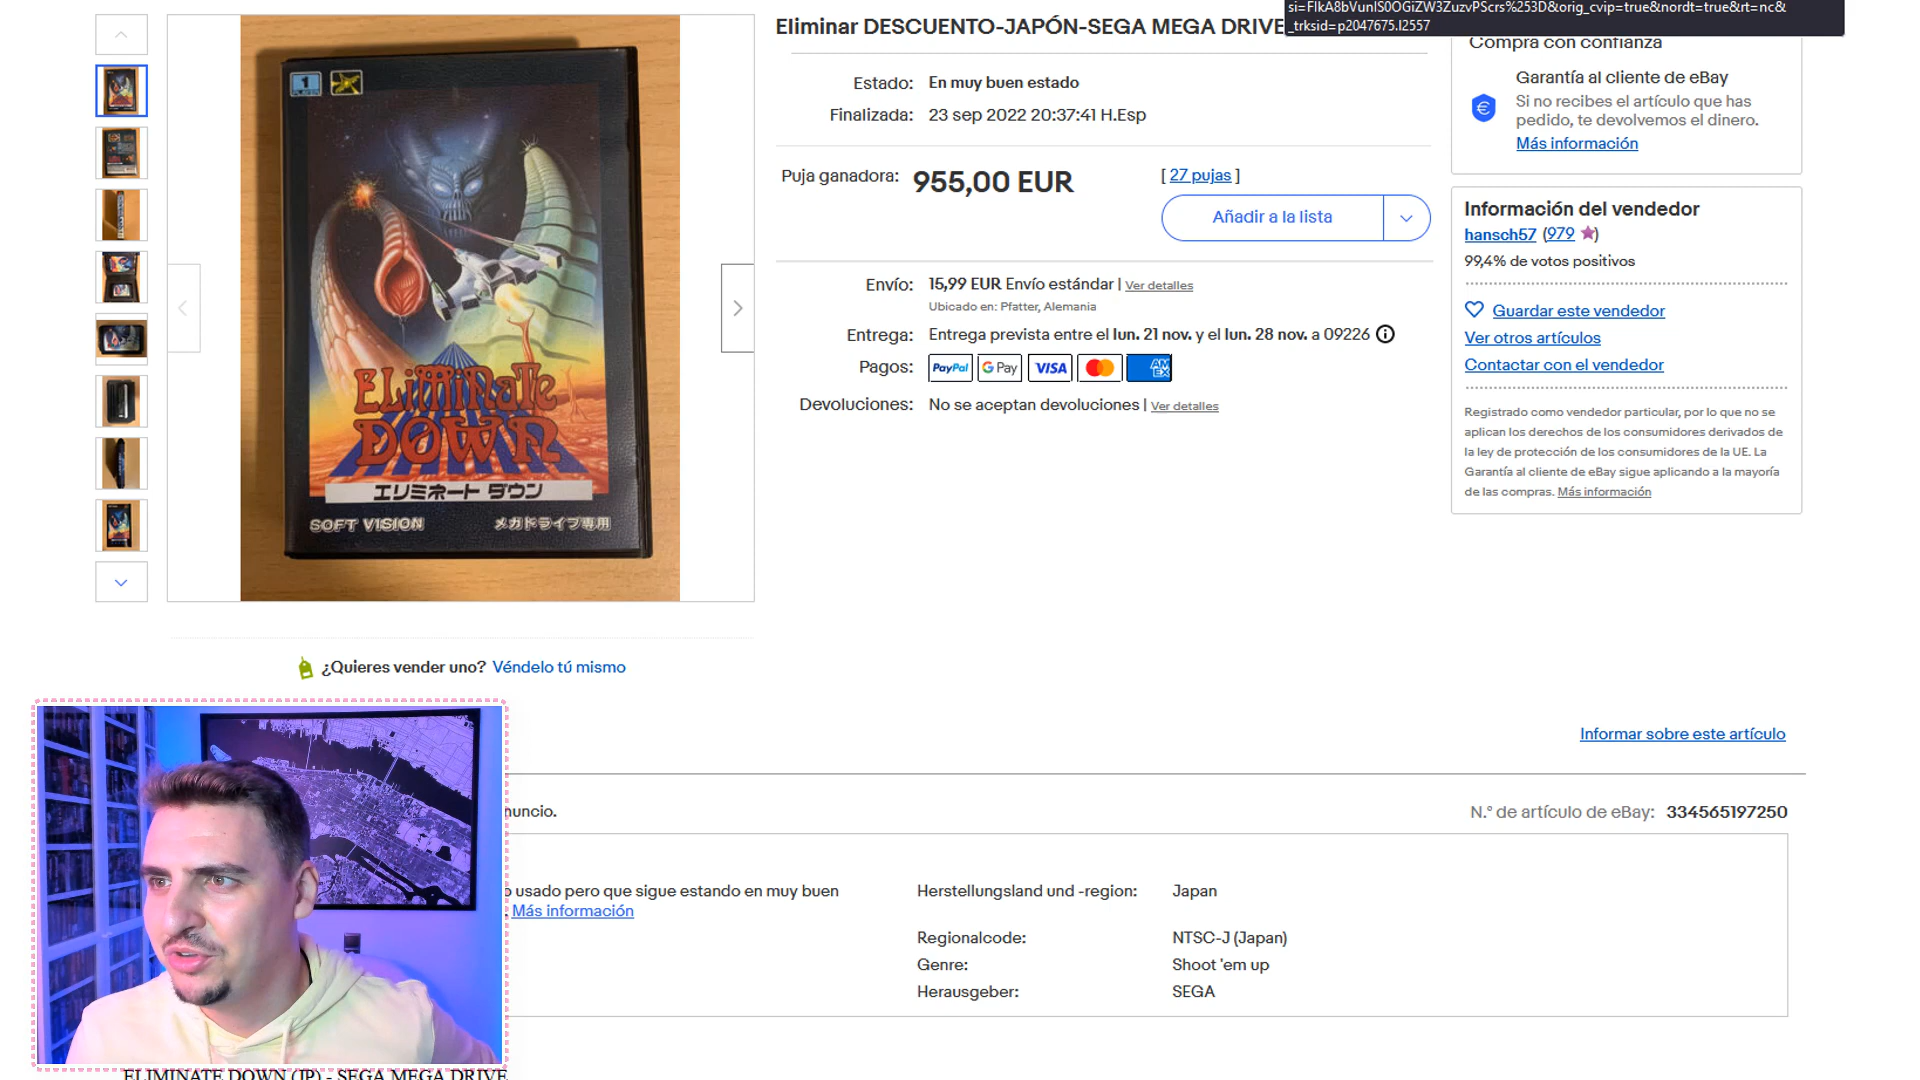 si=FlkA8bVunlS0OGiZW3ZuzvPScrs%253D&orig_cvip=true&nordt=true&rt=nc&
_trksid=p2047675.l2557
Eliminar DESCUENTO-JAPÓN-SEGA MEGA DRIVE
Estado: En muy buen estado
Finalizada: 23 sep 2022 20:37:41 H.Esp
Puja ganadora: 955,00 EUR [ 27 pujas ]
Añadir a la lista
Envío: 15,99 EUR Envío estándar | Ver detalles
Ubicado en: Pfatter, Alemania
Entrega: Entrega prevista entre el lun. 21 nov. y el lun. 28 nov. a 09226
Pagos: PayPal G Pay VISA AM EX
Devoluciones: No se aceptan devoluciones | Ver detalles
Compra con confianza
Garantía al cliente de eBay
Si no recibes el artículo que has
pedido, te devolvemos el dinero.
Más información
Información del vendedor
hansch57 (979)
99,4% de votos positivos
Guardar este vendedor
Ver otros artículos
Contactar con el vendedor
Registrado como vendedor particular, por lo que no se
aplican los derechos de los consumidores derivados de
la ley de protección de los consumidores de la UE. La
Garantía al cliente de eBay sigue aplicando a la mayoría
de las compras. Más información
1
PLAYER
ELIMINATE
DOWN
エリミネート ダウン
SOFT VISION メガドライブ専用
¿Quieres vender uno? Véndelo tú mismo
Informar sobre este artículo
nuncio.
N.° de artículo de eBay: 334565197250
o usado pero que sigue estando en muy buen
. Más información
Herstellungsland und -region: Japan
Regionalcode: NTSC-J (Japan)
Genre: Shoot 'em up
Herausgeber: SEGA
ELIMINATE DOWN (JP) - SEGA MEGA DRIVE